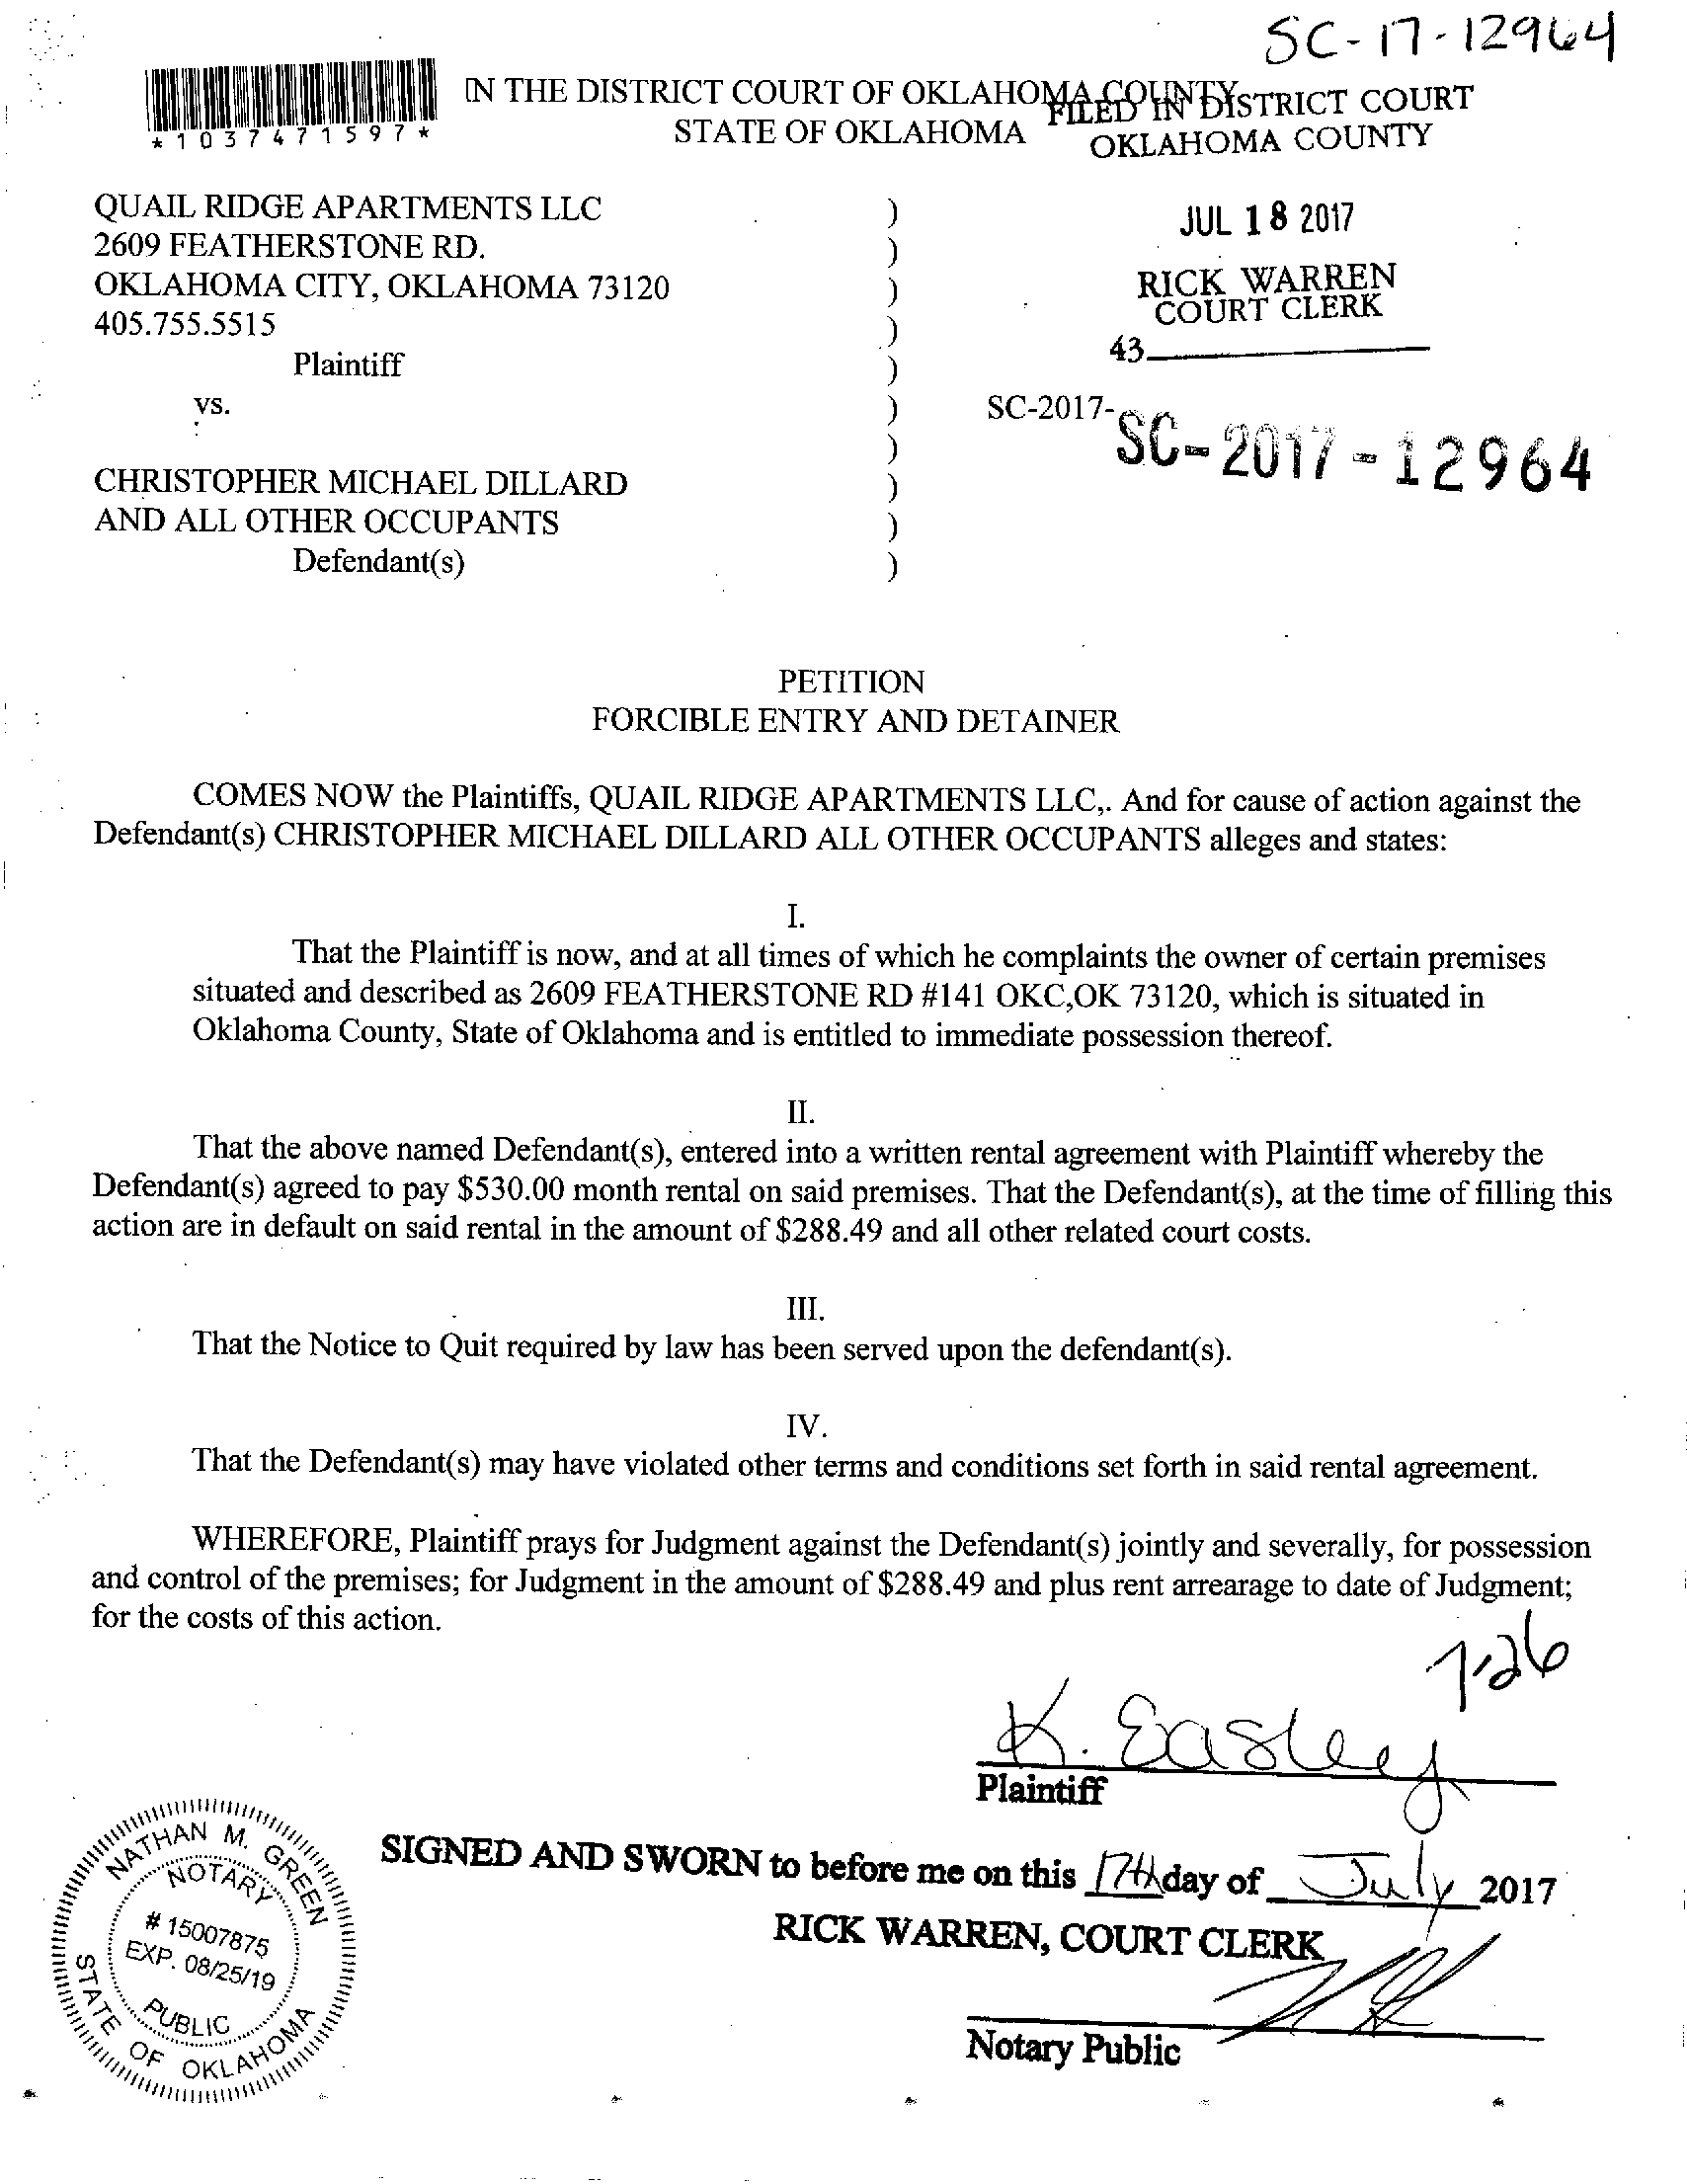 SC-17-12964
*1037471597*
IN THE DISTRICT COURT OF OKLAHOMA COUNTY
STATE OF OKLAHOMA
FILED IN DISTRICT COURT
OKLAHOMA COUNTY
QUAIL RIDGE APARTMENTS LLC )
2609 FEATHERSTONE RD. )
OKLAHOMA CITY, OKLAHOMA 73120 )
405.755.5515 )
Plaintiff )
vs. )
)
CHRISTOPHER MICHAEL DILLARD )
AND ALL OTHER OCCUPANTS )
Defendant(s) )
JUL 18 2017
RICK WARREN
COURT CLERK
43
SC-2017-
SC-2017-12964
PETITION
FORCIBLE ENTRY AND DETAINER
COMES NOW the Plaintiffs, QUAIL RIDGE APARTMENTS LLC,. And for cause of action against the
Defendant(s) CHRISTOPHER MICHAEL DILLARD ALL OTHER OCCUPANTS alleges and states:
I.
That the Plaintiff is now, and at all times of which he complaints the owner of certain premises
situated and described as 2609 FEATHERSTONE RD #141 OKC,OK 73120, which is situated in
Oklahoma County, State of Oklahoma and is entitled to immediate possession thereof.
II.
That the above named Defendant(s), entered into a written rental agreement with Plaintiff whereby the
Defendant(s) agreed to pay $530.00 month rental on said premises. That the Defendant(s), at the time of filling this
action are in default on said rental in the amount of $288.49 and all other related court costs.
III.
That the Notice to Quit required by law has been served upon the defendant(s).
IV.
That the Defendant(s) may have violated other terms and conditions set forth in said rental agreement.
WHEREFORE, Plaintiff prays for Judgment against the Defendant(s) jointly and severally, for possession
and control of the premises; for Judgment in the amount of $288.49 and plus rent arrearage to date of Judgment;
for the costs of this action.
7-26
K. Easley
Plaintiff
SIGNED AND SWORN to before me on this 17th day of July 2017
RICK WARREN, COURT CLERK
Notary Public
NATHAN M. GREEN
NOTARY
# 15007875
EXP. 08/25/19
PUBLIC
STATE OF OKLAHOMA